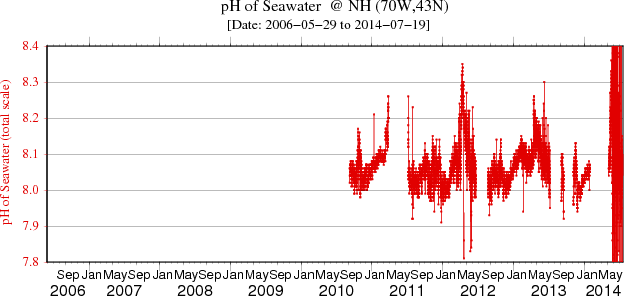 pH of Seawater @ NH (70W,43N)
[Date: 2006−05−29 to 2014−07−19]
8.4
8.3
8.2
8.1
8.0
7.9
7.8
pH of Seawater (total scale)
Sep Jan May Sep Jan May Sep Jan May Sep Jan May Sep Jan May Sep Jan May Sep Jan May Sep Jan May
2006 2007 2008 2009 2010 2011 2012 2013 2014